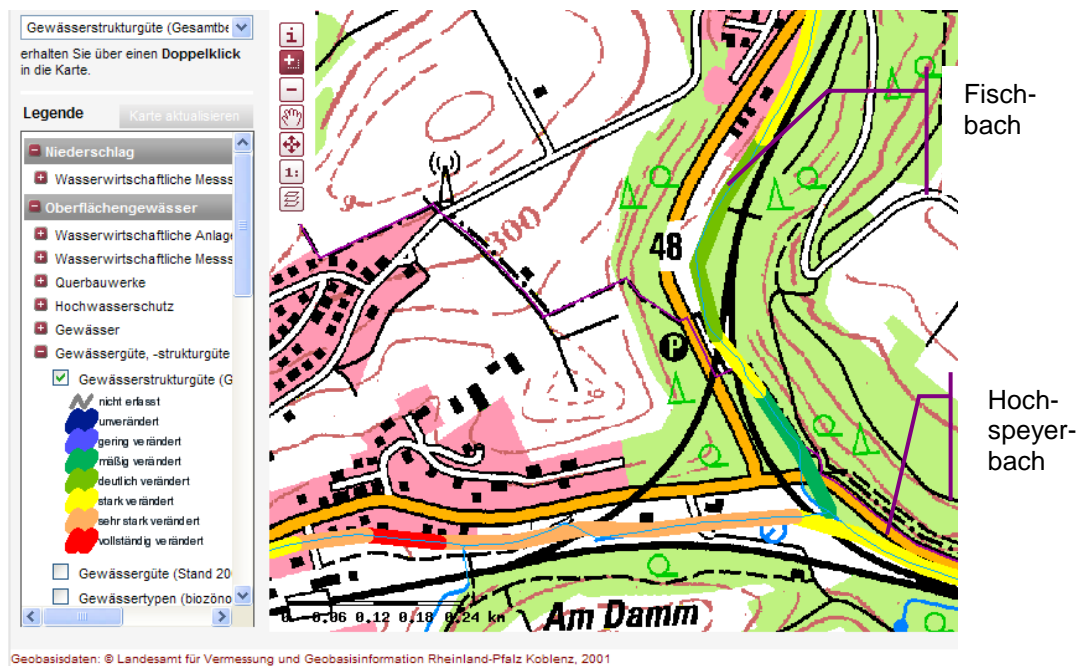 Gewässerstrukturgüte (Gesamtbe
erhalten Sie über einen Doppelklick
in die Karte.
Legende
Karte aktualisieren
Niederschlag
Wasserwirtschaftliche Messs
Oberflächengewässer
Wasserwirtschaftliche Anlage
Wasserwirtschaftliche Messs
Querbauwerke
Hochwasserschutz
Gewässer
Gewässergüte, -strukturgüte
Gewässerstrukturgüte (G
nicht erfasst
unverändert
gering verändert
mäßig verändert
deutlich verändert
stark verändert
sehr stark verändert
vollständig verändert
Gewässergüte (Stand 20
Gewässertypen (biozöno
i
1:
300
48
P
Am Damm
0. 0.06 0.12 0.18 0.24 km
Fisch-
bach
Hoch-
speyer-
bach
Geobasisdaten: © Landesamt für Vermessung und Geobasisinformation Rheinland-Pfalz Koblenz, 2001